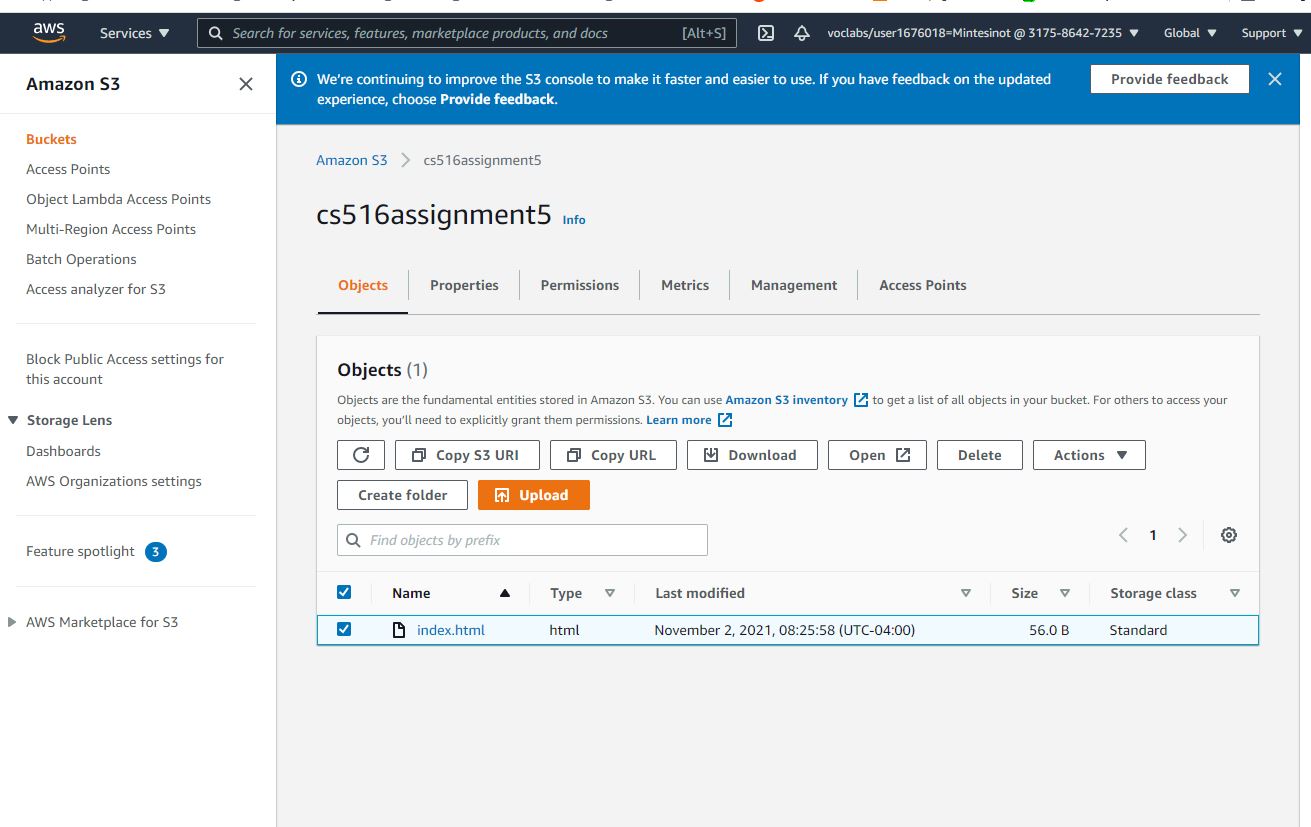 aws
Services
Search for services, features, marketplace products, and docs
[Alt+S]
voclabs/user1676018=Mintesinot @ 3175-8642-7235
Global
Support
Amazon S3
Buckets
Access Points
Object Lambda Access Points
Multi-Region Access Points
Batch Operations
Access analyzer for S3
Block Public Access settings for
this account
Storage Lens
Dashboards
AWS Organizations settings
Feature spotlight 3
AWS Marketplace for S3
We're continuing to improve the S3 console to make it faster and easier to use. If you have feedback on the updated
experience, choose Provide feedback.
Provide feedback
Amazon S3 > cs516assignment5
cs516assignment5 Info
Objects
Properties
Permissions
Metrics
Management
Access Points
Objects (1)
Objects are the fundamental entities stored in Amazon S3. You can use Amazon S3 inventory to get a list of all objects in your bucket. For others to access your
objects, you'll need to explicitly grant them permissions. Learn more
Copy S3 URI
Copy URL
Download
Open
Delete
Actions
Create folder
Upload
Find objects by prefix
1
Name
Type
Last modified
Size
Storage class
index.html
html
November 2, 2021, 08:25:58 (UTC-04:00)
56.0 B
Standard